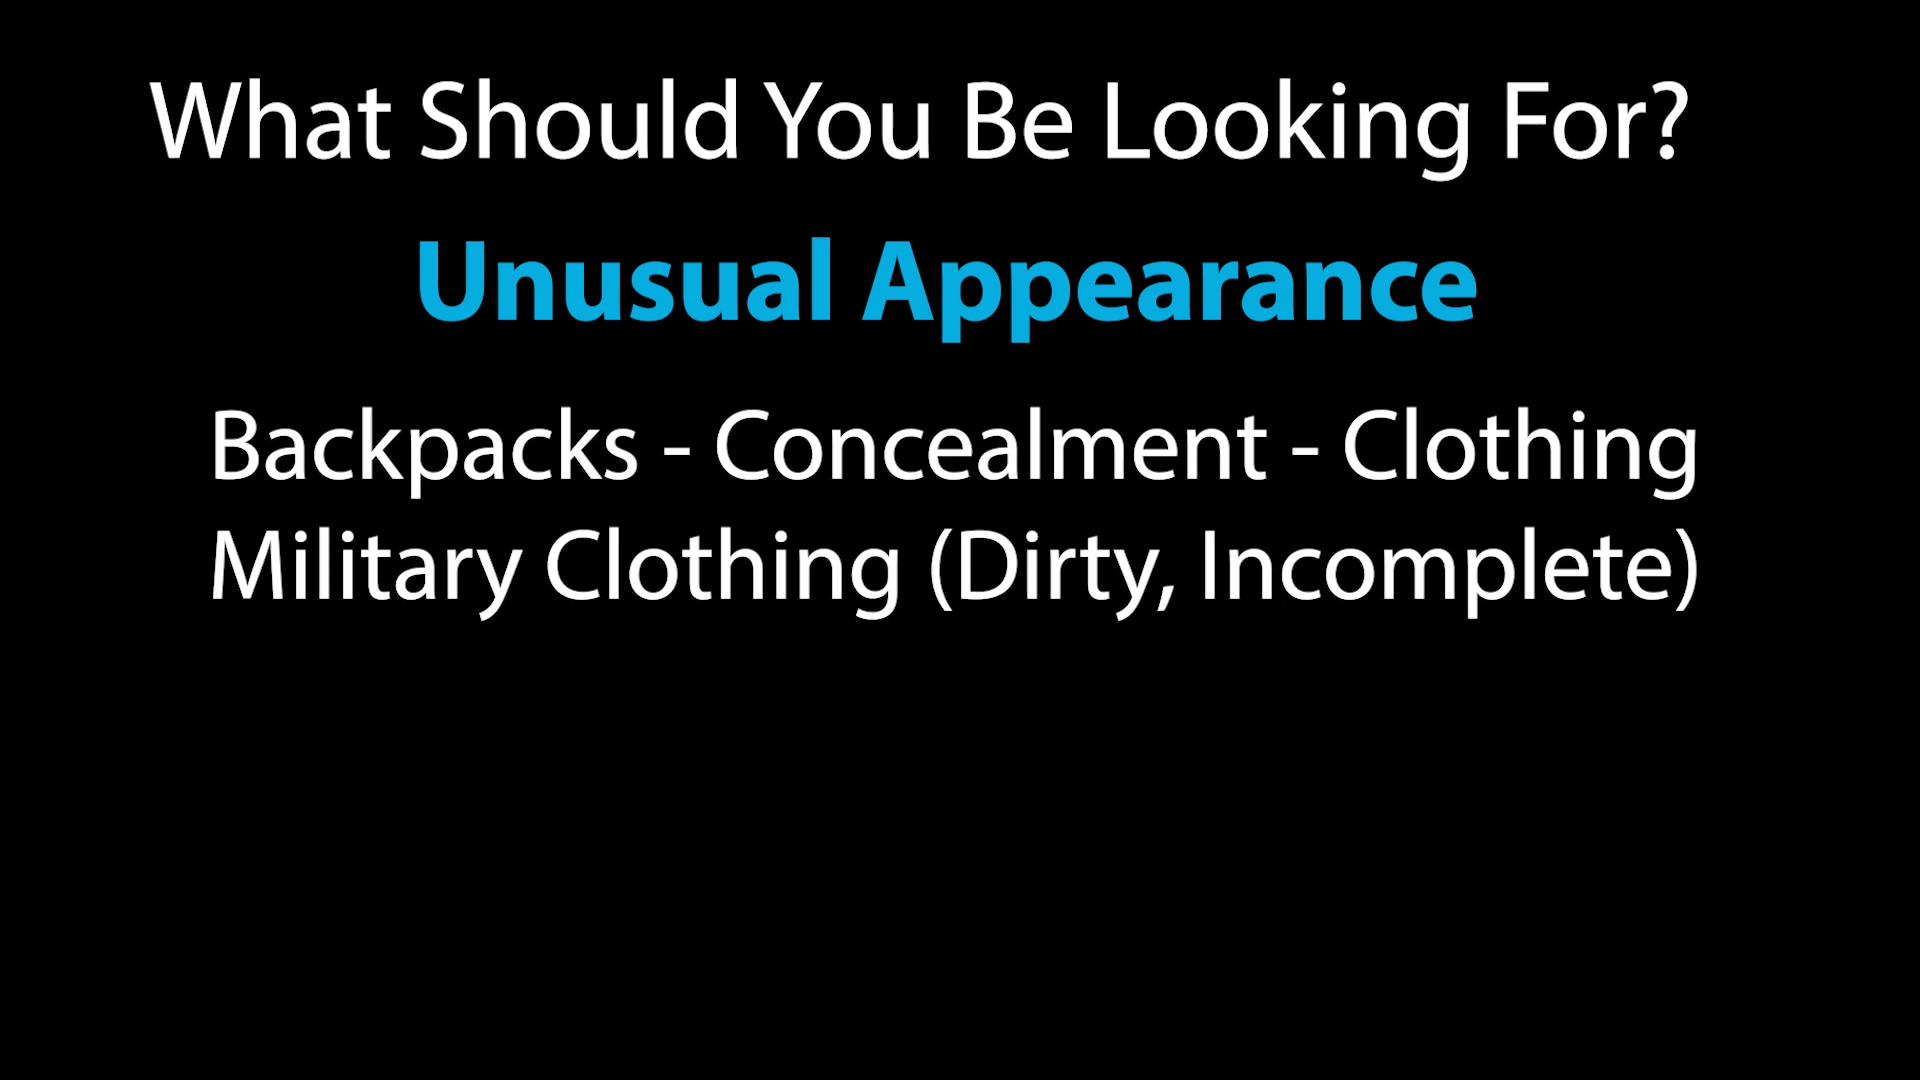 What Should You Be Looking For?
Unusual Appearance
Backpacks - Concealment - Clothing
Military Clothing (Dirty, Incomplete)